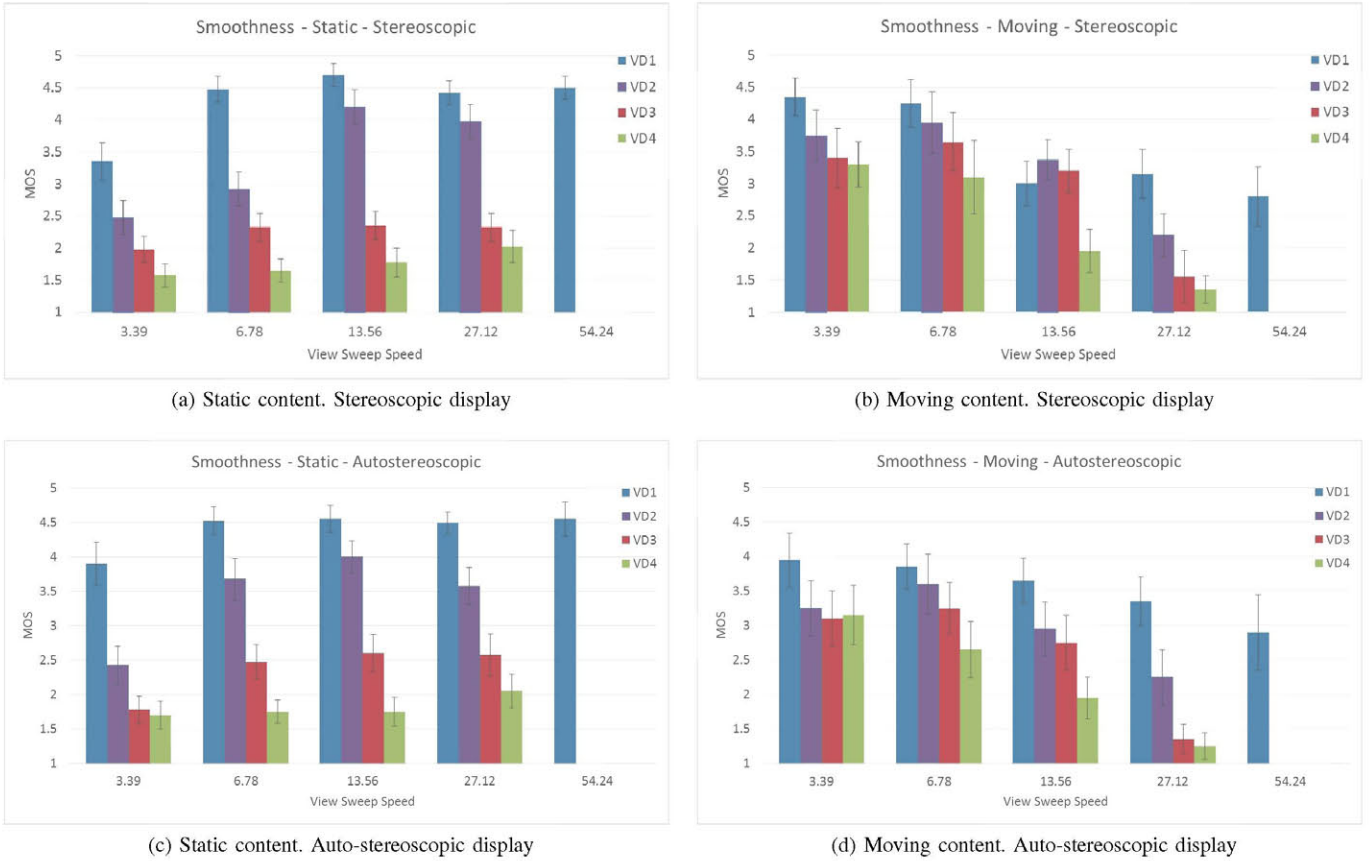 Smoothness - Static - Stereoscopic
5
4.5
4
3.5
3
2.5
2
1.5
1
MOS
VD1
VD2
VD3
VD4
3.39 6.78 13.56 27.12 54.24
View Sweep Speed
(a) Static content. Stereoscopic display
Smoothness - Moving - Stereoscopic
5
4.5
4
3.5
3
2.5
2
1.5
1
MOS
VD1
VD2
VD3
VD4
3.39 6.78 13.56 27.12 54.24
View Sweep Speed
(b) Moving content. Stereoscopic display
Smoothness - Static - Autostereoscopic
5
4.5
4
3.5
3
2.5
2
1.5
1
MOS
VD1
VD2
VD3
VD4
3.39 6.78 13.56 27.12 54.24
View Sweep Speed
(c) Static content. Auto-stereoscopic display
Smoothness - Moving - Autostereoscopic
5
4.5
4
3.5
3
2.5
2
1.5
1
MOS
VD1
VD2
VD3
VD4
3.39 6.78 13.56 27.12 54.24
View Sweep Speed
(d) Moving content. Auto-stereoscopic display